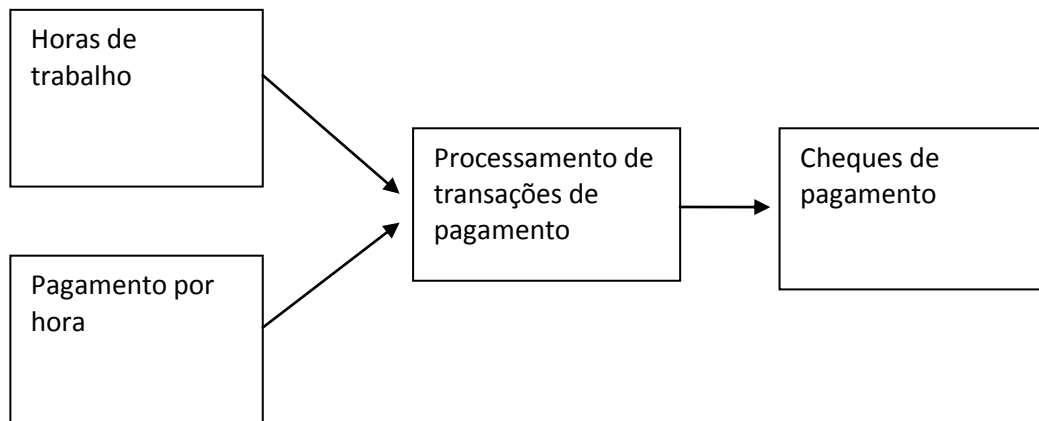 Horas de
trabalho
Pagamento por
hora
Processamento de
transações de
pagamento
Cheques de
pagamento